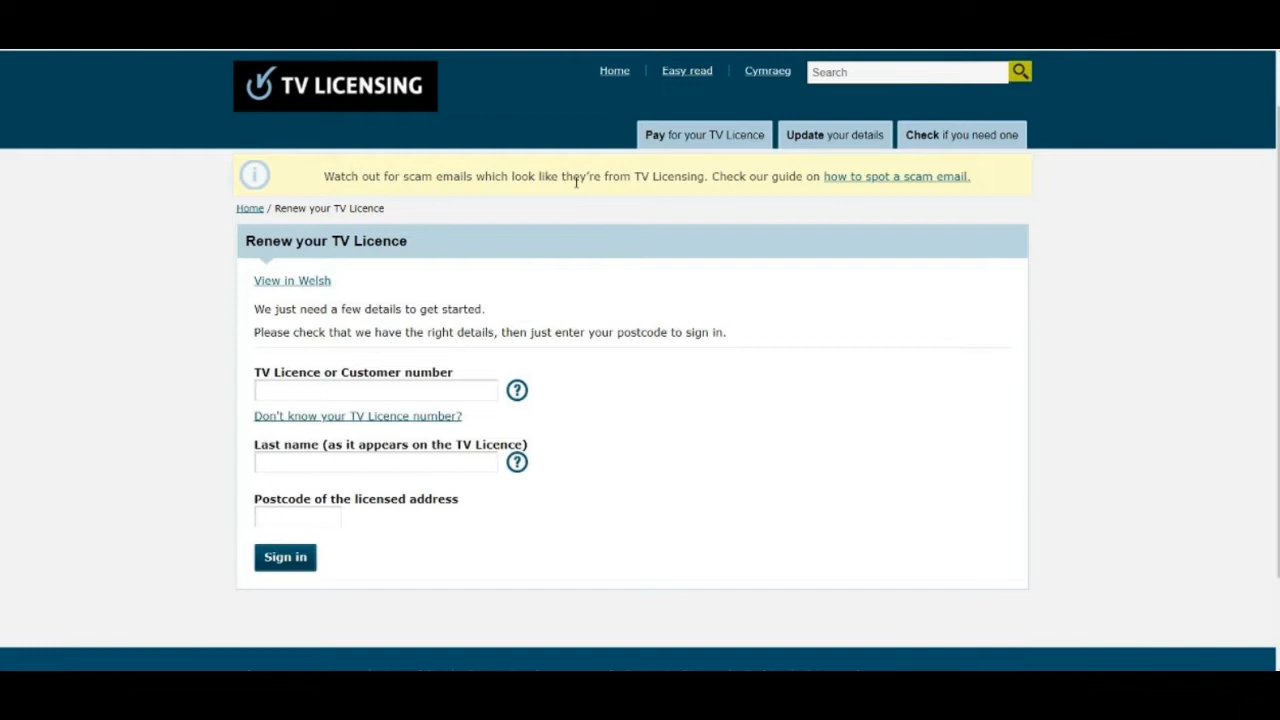 TV LICENSING
Home
Easy read
Cymraeg
Search
Pay for your TV Licence
Update your details
Check if you need one
Watch out for scam emails which look like they're from TV Licensing. Check our guide on how to spot a scam email.
Home / Renew your TV Licence
Renew your TV Licence
View in Welsh
We just need a few details to get started.
Please check that we have the right details, then just enter your postcode to sign in.
TV Licence or Customer number
?
Don't know your TV Licence number?
Last name (as it appears on the TV Licence)
?
Postcode of the licensed address
Sign in